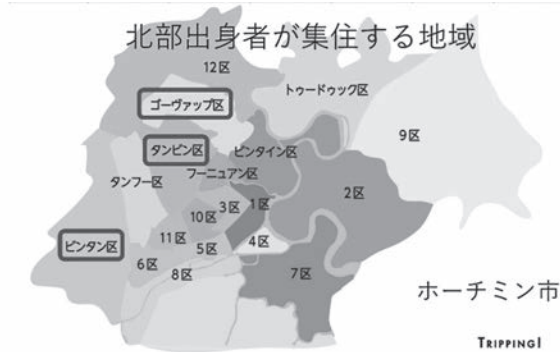 北部出身者が集住する地域
12区
トゥードゥック区
ゴーヴァップ区
9区
タンビン区
ビンタイン区
タンフー区
フーニュアン区
2区
3区
1区
10区
11区
4区
ビンタン区
5区
6区
8区
7区
ホーチミン市
TRIPPING!